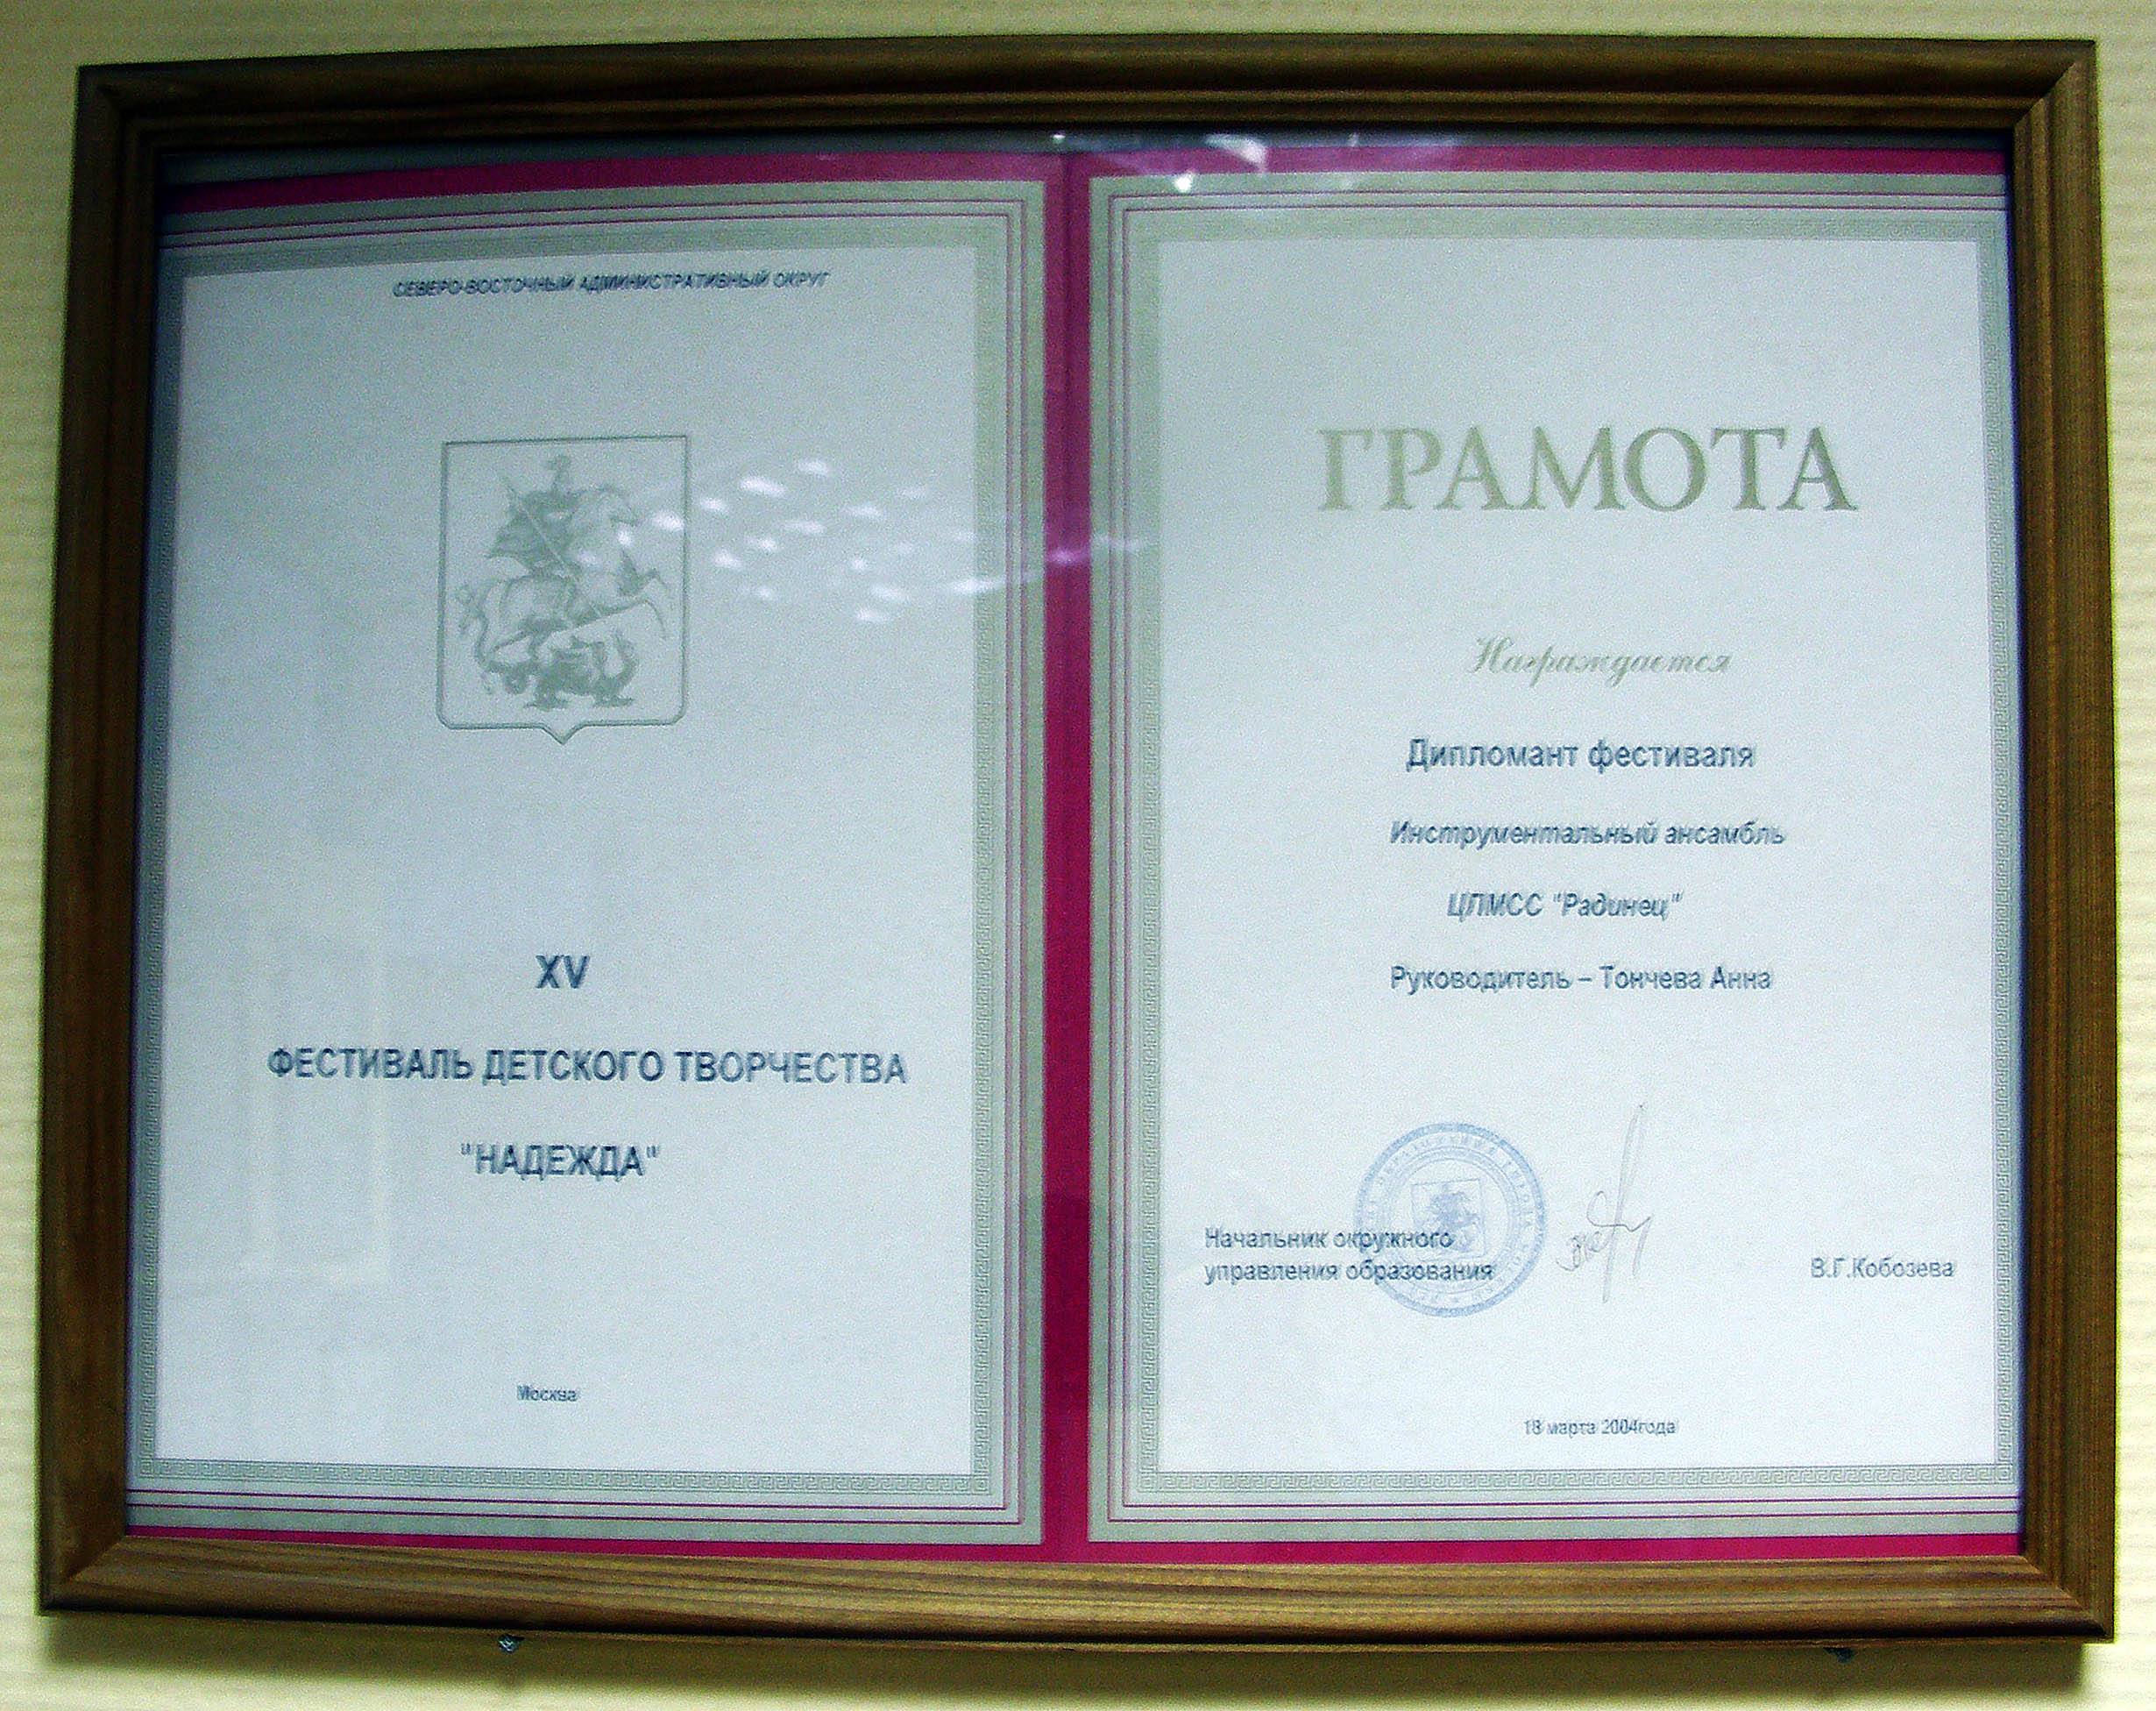 СЕВЕРО-ВОСТОЧНЫЙ АДМИНИСТРАТИВНЫЙ ОКРУГ
XV
ФЕСТИВАЛЬ ДЕТСКОГО ТВОРЧЕСТВА
"НАДЕЖДА"
Москва
ГРАМОТА
Награждается
Дипломант фестиваля
Инструментальный ансамбль
ЦПМСС "Радинец"
Руководитель – Тончева Анна
Начальник окружного
управления образования
В.Г.Кобозева
18 марта 2004года